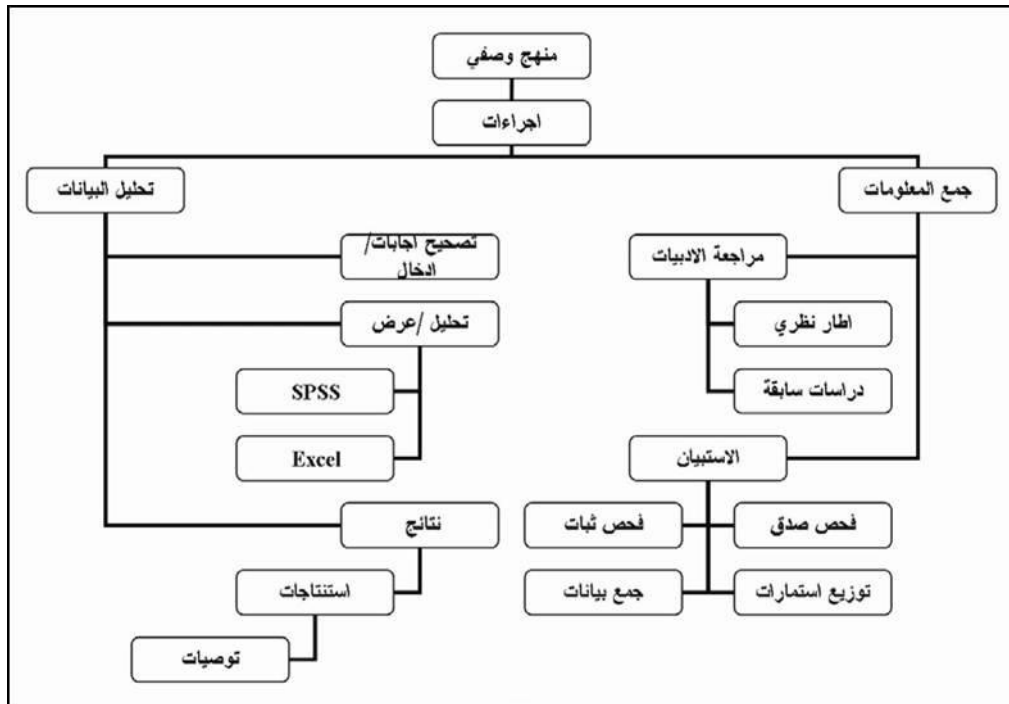 منهج وصفي
اجراءات
جمع المعلومات
تحليل البيانات
مراجعة الادبيات
تصحيح اجابات/
ادخال
اطار نظري
تحليل /عرض
دراسات سابقة
SPSS
الاستبيان
Excel
فحص صدق
فحص ثبات
نتائج
توزيع استمارات
جمع بيانات
استنتاجات
توصيات